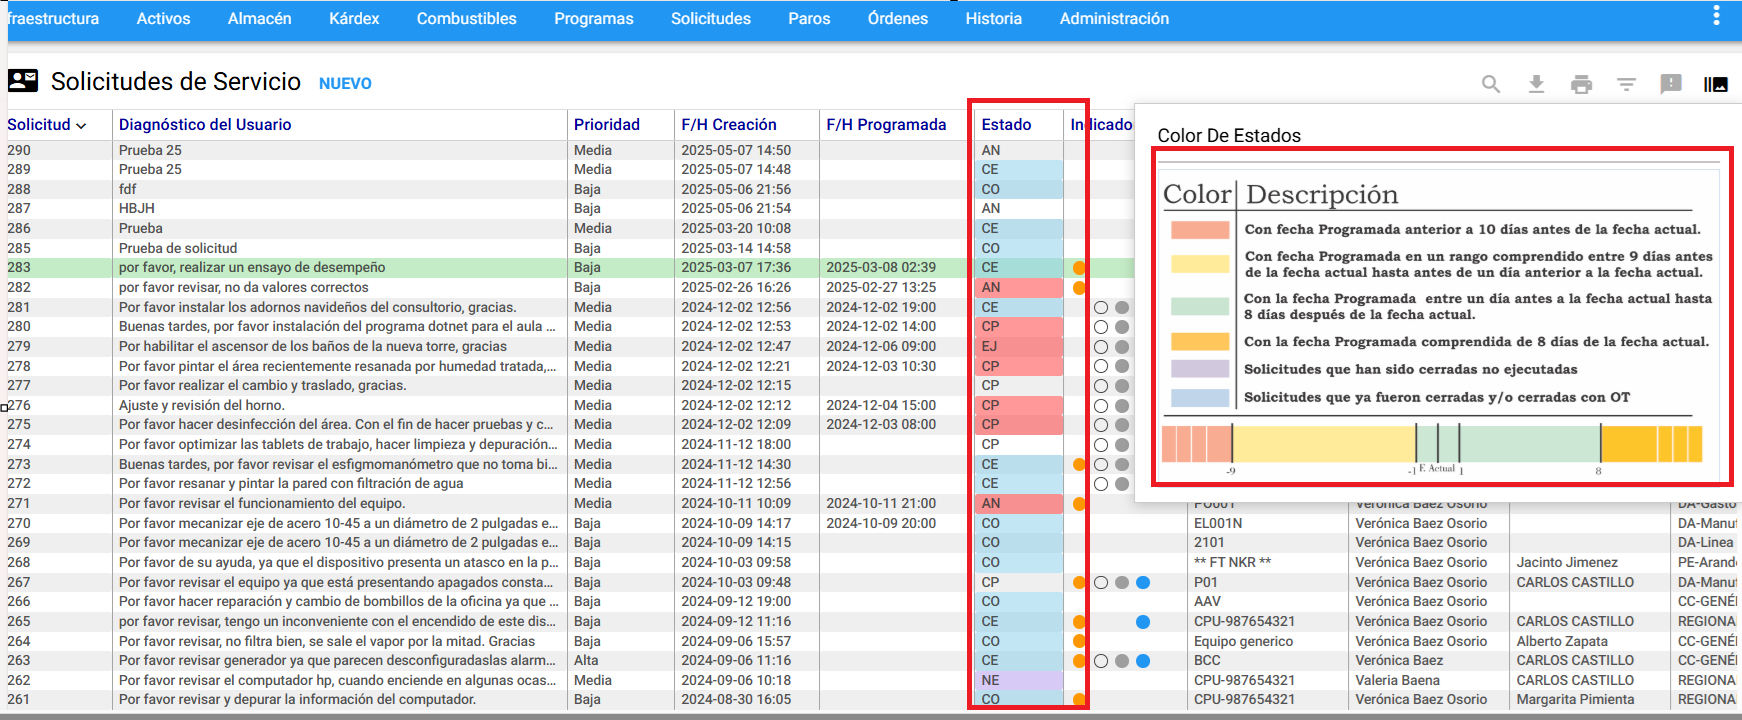 fraestructura Activos Almacén Kárdex Combustibles Programas Solicitudes Paros Órdenes Historia Administración
Solicitudes de Servicio NUEVO
Solicitud Diagnóstico del Usuario Prioridad F/H Creación F/H Programada Estado Indicado
290 Prueba 25 Media 2025-05-07 14:50 AN
289 Prueba 25 Media 2025-05-07 14:48 CE
288 fdf Baja 2025-05-06 21:56 CO
287 HBJH Baja 2025-05-06 21:54 AN
286 Prueba Media 2025-03-20 10:08 CE
285 Prueba de solicitud Baja 2025-03-14 14:58 CO
283 por favor, realizar un ensayo de desempeño Baja 2025-03-07 17:36 2025-03-08 02:39 CE
282 por favor revisar, no da valores correctos Baja 2025-02-26 16:26 2025-02-27 13:25 AN
281 Por favor instalar los adornos navideños del consultorio, gracias. Media 2024-12-02 12:56 2024-12-02 19:00 CE
280 Buenas tardes, por favor instalación del programa dotnet para el aula ... Media 2024-12-02 12:53 2024-12-02 14:00 CP
279 Por habilitar el ascensor de los baños de la nueva torre, gracias Media 2024-12-02 12:47 2024-12-06 09:00 EJ
278 Por favor pintar el área recientemente resanada por humedad tratada,... Media 2024-12-02 12:21 2024-12-03 10:30 CP
277 Por favor realizar el cambio y traslado, gracias. Media 2024-12-02 12:15 CP
276 Ajuste y revisión del horno. Media 2024-12-02 12:12 2024-12-04 15:00 CP
275 Por favor hacer desinfección del área. Con el fin de hacer pruebas y c... Media 2024-12-02 12:09 2024-12-03 08:00 CP
274 Por favor optimizar las tablets de trabajo, hacer limpieza y depuración... Media 2024-11-12 18:00 CP
273 Buenas tardes, por favor revisar el esfigmomanómetro que no toma bi... Media 2024-11-12 14:30 CE
272 Por favor resanar y pintar la pared con filtración de agua Media 2024-11-12 12:56 CE
271 Por favor revisar el funcionamiento del equipo. Media 2024-10-11 10:09 2024-10-11 21:00 AN PO001 Verónica Baez Osorio DA-Gasto
270 Por favor mecanizar eje de acero 10-45 a un diámetro de 2 pulgadas e... Baja 2024-10-09 14:17 2024-10-09 20:00 CO EL001N Verónica Baez Osorio DA-Manuf
269 Por favor mecanizar eje de acero 10-45 a un diámetro de 2 pulgadas e... Baja 2024-10-09 14:15 CO 2101 Verónica Baez Osorio DA-Linea
268 Por favor de su ayuda, ya que el dispositivo presenta un atasco en la p... Baja 2024-10-03 09:58 CO ** FT NKR ** Verónica Baez Osorio Jacinto Jimenez PE-Arand
267 Por favor revisar el equipo ya que está presentando apagados consta... Baja 2024-10-03 09:48 CP P01 Verónica Baez Osorio CARLOS CASTILLO DA-Manuf
266 Por favor hacer reparación y cambio de bombillos de la oficina ya que ... Baja 2024-09-12 19:00 CO AAV Verónica Baez Osorio CC-GENÉ
265 por favor revisar, tengo un inconveniente con el encendido de este dis... Baja 2024-09-12 11:16 CE CPU-987654321 Verónica Baez Osorio CARLOS CASTILLO REGIONA
264 Por favor revisar, no filtra bien, se sale el vapor por la mitad. Gracias Baja 2024-09-06 15:57 CO Equipo generico Verónica Baez Osorio Alberto Zapata CC-GENÉ
263 Por favor revisar generador ya que parecen desconfiguradaslas alarm... Alta 2024-09-06 11:16 CE BCC Verónica Baez CARLOS CASTILLO CC-GENÉ
262 Por favor revisar el computador hp, cuando enciende en algunas ocas... Media 2024-09-06 10:18 NE CPU-987654321 Valeria Baena CARLOS CASTILLO REGIONA
261 Por favor revisar y depurar la información del computador. Baja 2024-08-30 16:05 CO CPU-987654321 Verónica Baez Osorio Margarita Pimienta REGIONA
Color De Estados
Color Descripción
Con fecha Programada anterior a 10 días antes de la fecha actual.
Con fecha Programada en un rango comprendido entre 9 días antes
de la fecha actual hasta antes de un día anterior a la fecha actual.
Con la fecha Programada entre un día antes a la fecha actual hasta
8 días después de la fecha actual.
Con la fecha Programada comprendida de 8 días de la fecha actual.
Solicitudes que han sido cerradas no ejecutadas
Solicitudes que ya fueron cerradas y/o cerradas con OT
-9 -1 F. Actual 1 8